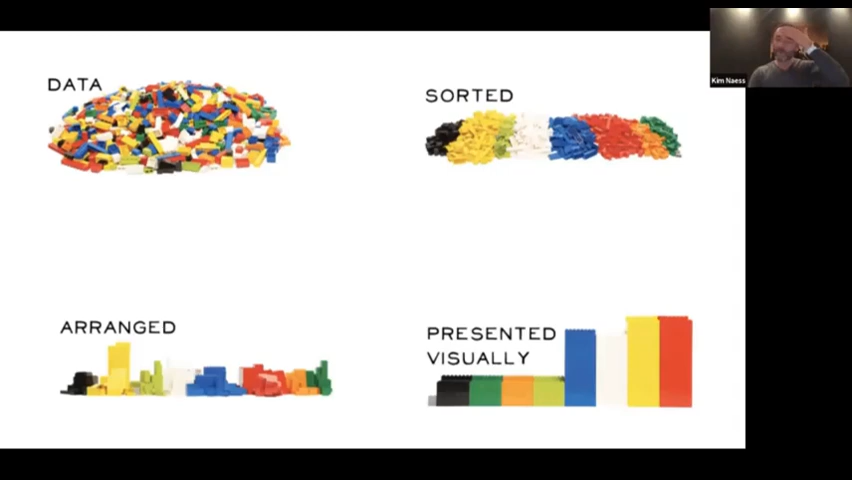 DATA
SORTED
ARRANGED
PRESENTED
VISUALLY
Kim Naess